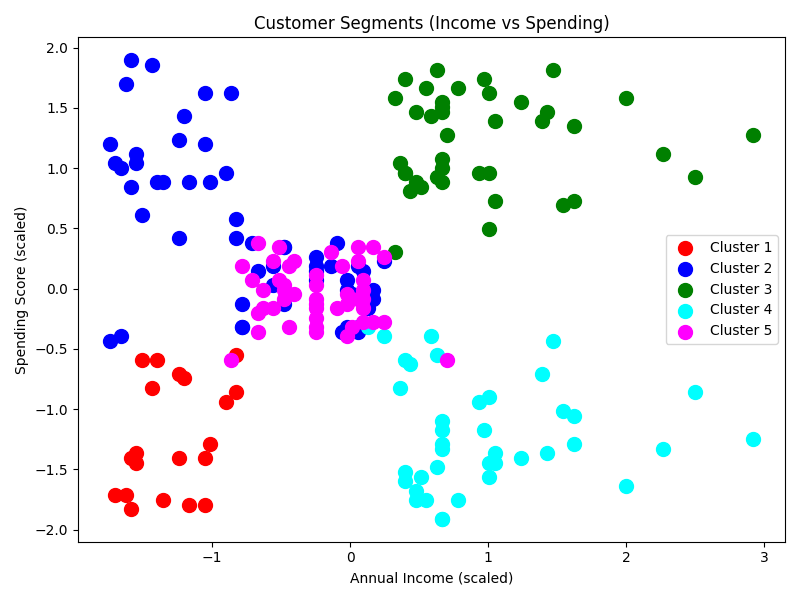 Customer Segments (Income vs Spending)
2.0
1.5
1.0
0.5
0.0
−0.5
−1.0
−1.5
−2.0
Spending Score (scaled)
Cluster 1
Cluster 2
Cluster 3
Cluster 4
Cluster 5
−1 0 1 2 3
Annual Income (scaled)